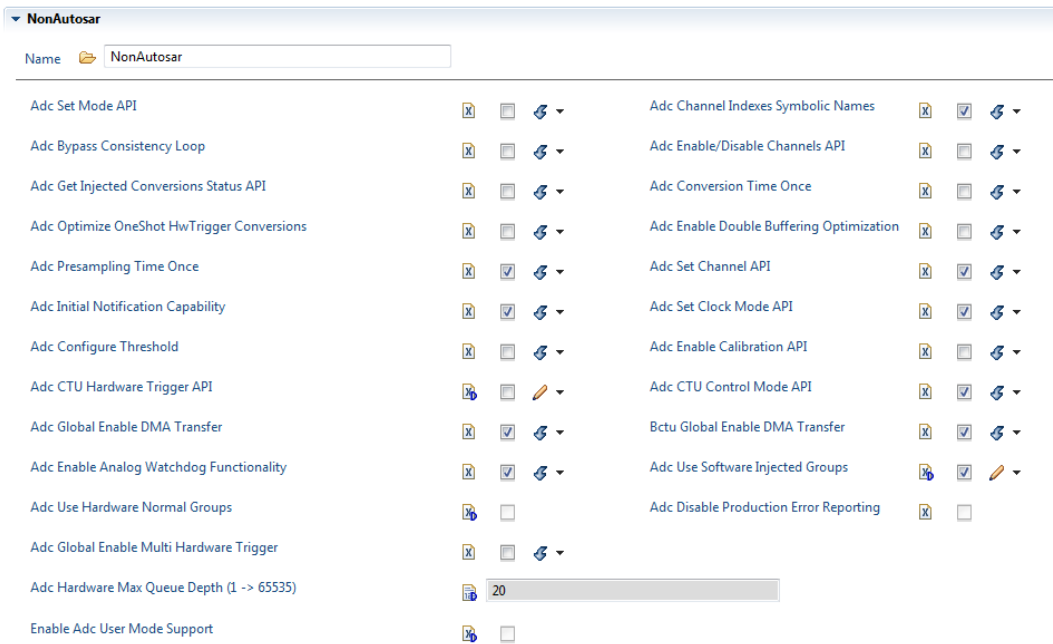 NonAutosar
Name NonAutosar
Adc Set Mode API Adc Channel Indexes Symbolic Names
Adc Bypass Consistency Loop Adc Enable/Disable Channels API
Adc Get Injected Conversions Status API Adc Conversion Time Once
Adc Optimize OneShot HwTrigger Conversions Adc Enable Double Buffering Optimization
Adc Presampling Time Once Adc Set Channel API
Adc Initial Notification Capability Adc Set Clock Mode API
Adc Configure Threshold Adc Enable Calibration API
Adc CTU Hardware Trigger API Adc CTU Control Mode API
Adc Global Enable DMA Transfer Bctu Global Enable DMA Transfer
Adc Enable Analog Watchdog Functionality Adc Use Software Injected Groups
Adc Use Hardware Normal Groups Adc Disable Production Error Reporting
Adc Global Enable Multi Hardware Trigger
Adc Hardware Max Queue Depth (1 -> 65535) 20
Enable Adc User Mode Support